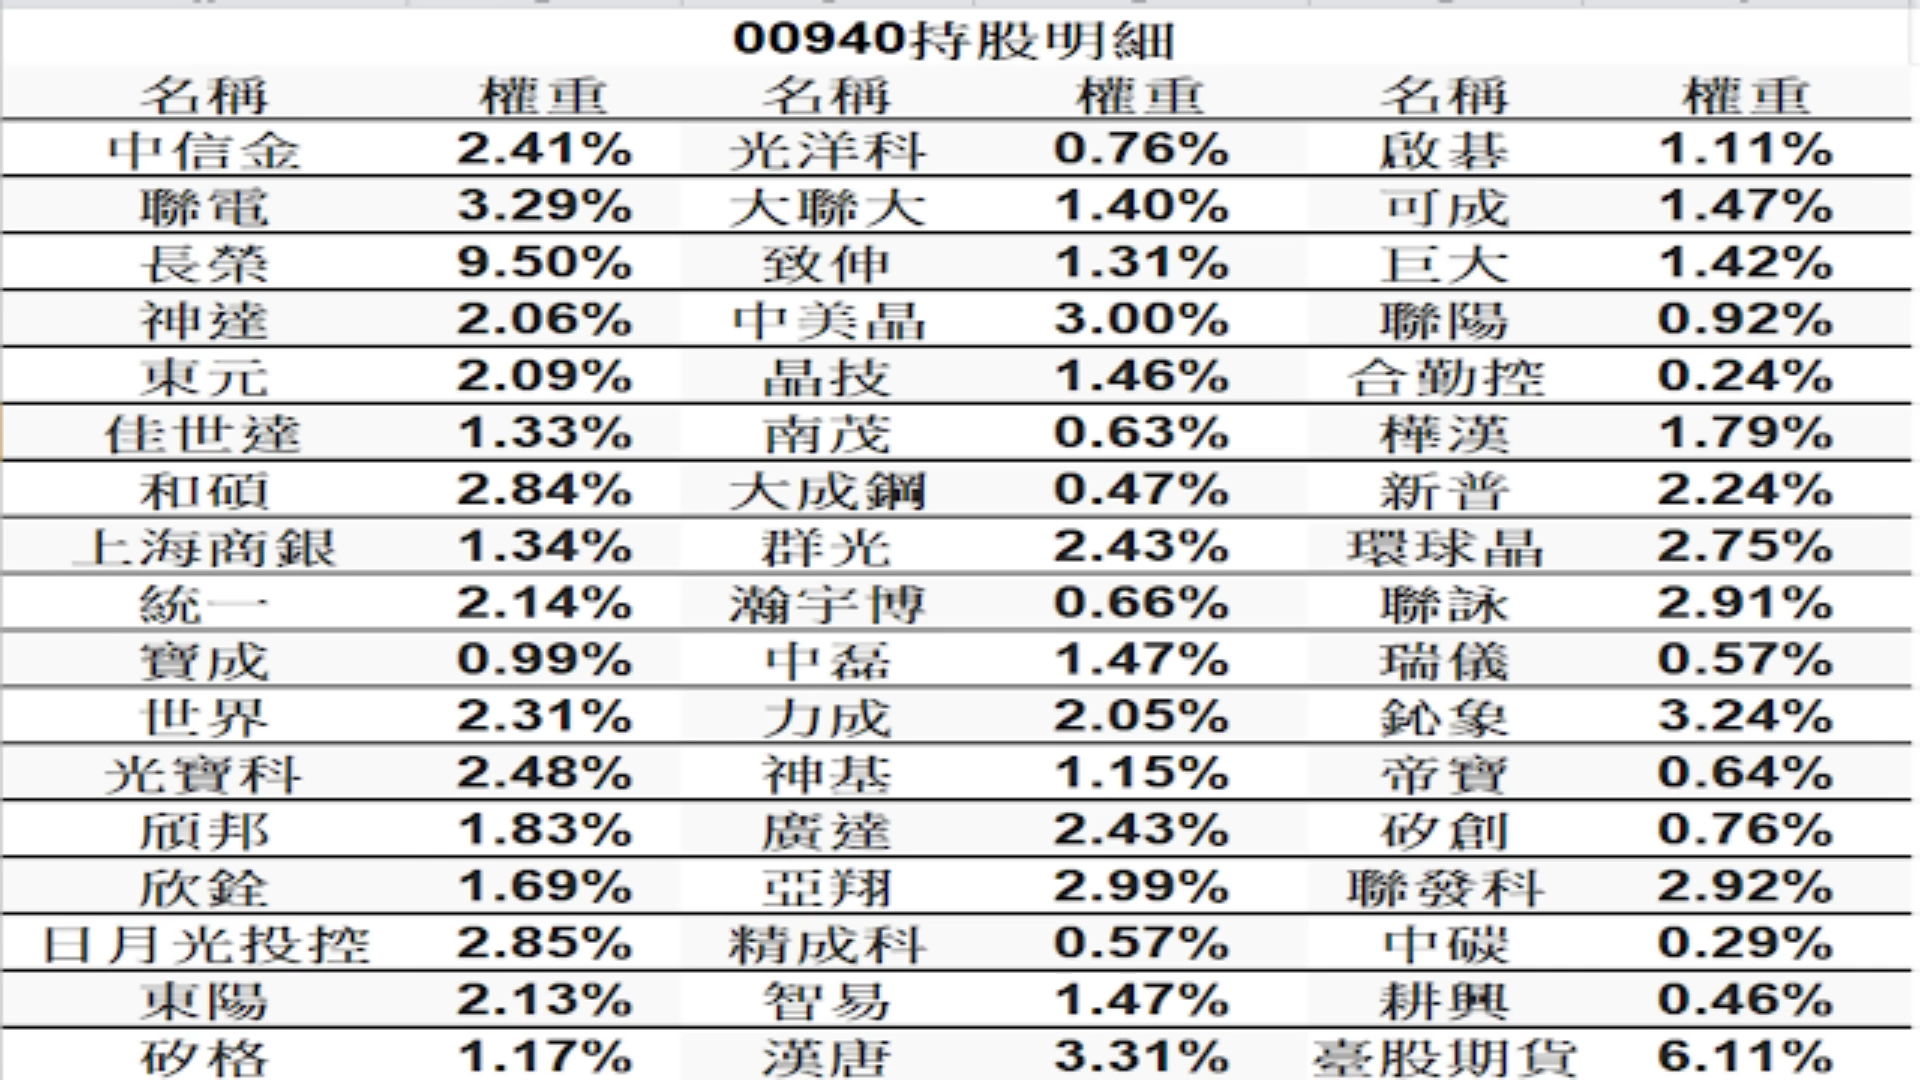 00940持股明細
名稱 權重 名稱 權重 名稱 權重
中信金 2.41% 光洋科 0.76% 啟碁 1.11%
聯電 3.29% 大聯大 1.40% 可成 1.47%
長榮 9.50% 致伸 1.31% 巨大 1.42%
神達 2.06% 中美晶 3.00% 聯陽 0.92%
東元 2.09% 晶技 1.46% 合勤控 0.24%
佳世達 1.33% 南茂 0.63% 樺漢 1.79%
和碩 2.84% 大成鋼 0.47% 新普 2.24%
上海商銀 1.34% 群光 2.43% 環球晶 2.75%
統一 2.14% 瀚宇博 0.66% 聯詠 2.91%
寶成 0.99% 中磊 1.47% 瑞儀 0.57%
世界 2.31% 力成 2.05% 鈊象 3.24%
光寶科 2.48% 神基 1.15% 帝寶 0.64%
頎邦 1.83% 廣達 2.43% 矽創 0.76%
欣銓 1.69% 亞翔 2.99% 聯發科 2.92%
日月光投控 2.85% 精成科 0.57% 中碳 0.29%
東陽 2.13% 智易 1.47% 耕興 0.46%
矽格 1.17% 漢唐 3.31% 臺股期貨 6.11%